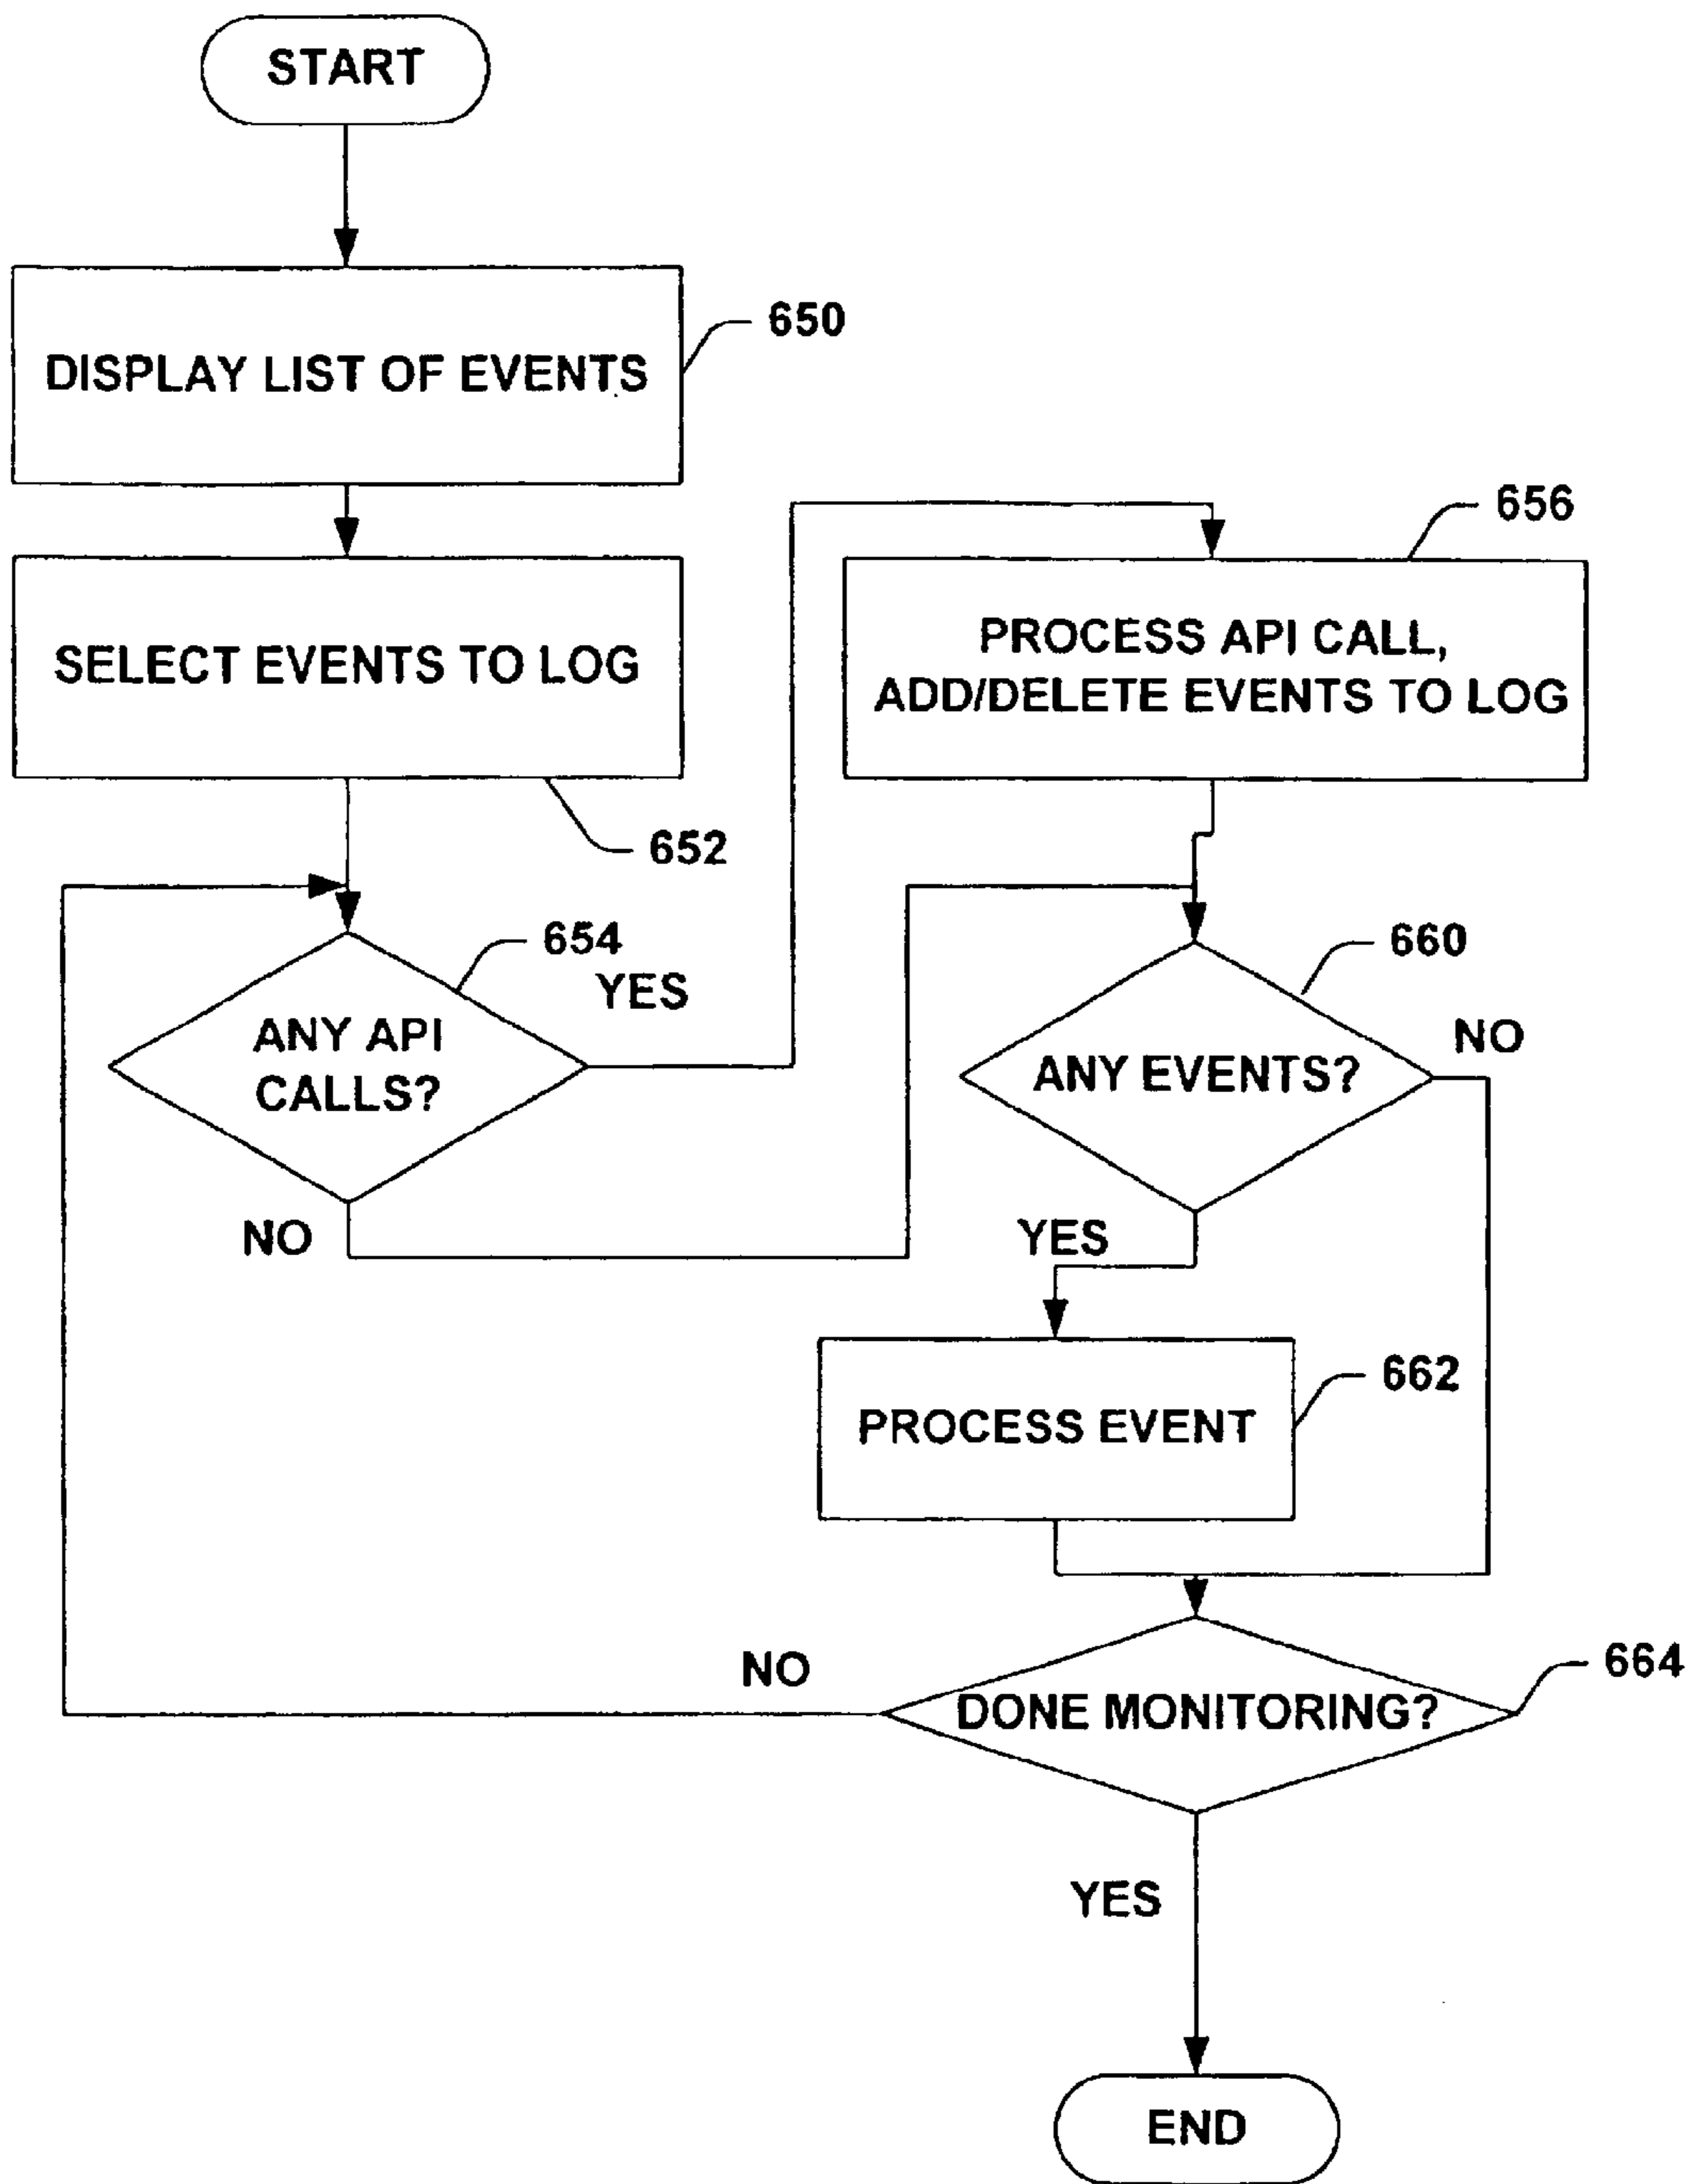 START
DISPLAY LIST OF EVENTS
650
SELECT EVENTS TO LOG
652
656
PROCESS API CALL,
ADD/DELETE EVENTS TO LOG
654
YES
ANY API
CALLS?
NO
660
ANY EVENTS?
NO
YES
662
PROCESS EVENT
664
NO
DONE MONITORING?
YES
END